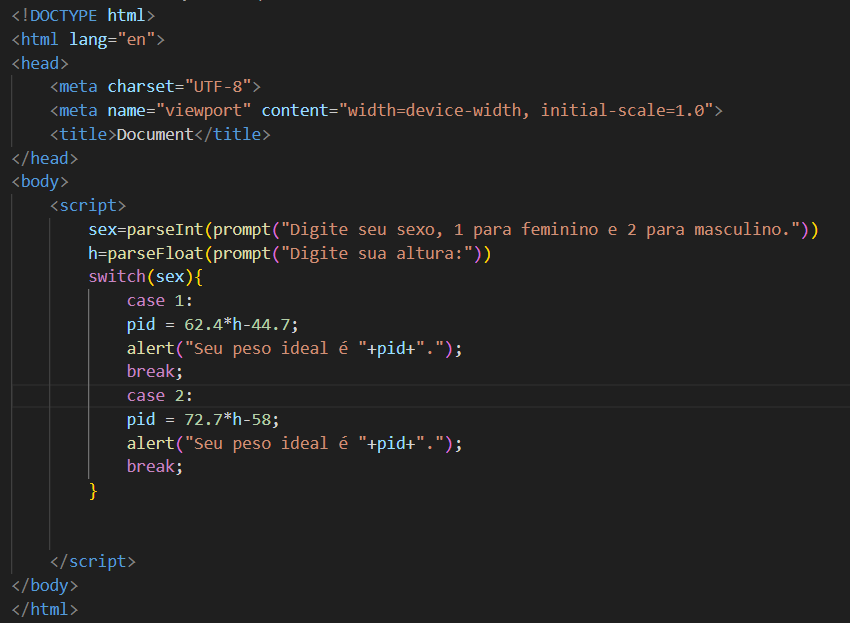 <!DOCTYPE html>
<html lang="en">
<head>
    <meta charset="UTF-8">
    <meta name="viewport" content="width=device-width, initial-scale=1.0">
    <title>Document</title>
</head>
<body>
    <script>
        sex=parseInt(prompt("Digite seu sexo, 1 para feminino e 2 para masculino."))
        h=parseFloat(prompt("Digite sua altura:"))
        switch(sex){
            case 1:
            pid = 62.4*h-44.7;
            alert("Seu peso ideal é "+pid+".");
            break;
            case 2:
            pid = 72.7*h-58;
            alert("Seu peso ideal é "+pid+".");
            break;
        }
    </script>
</body>
</html>